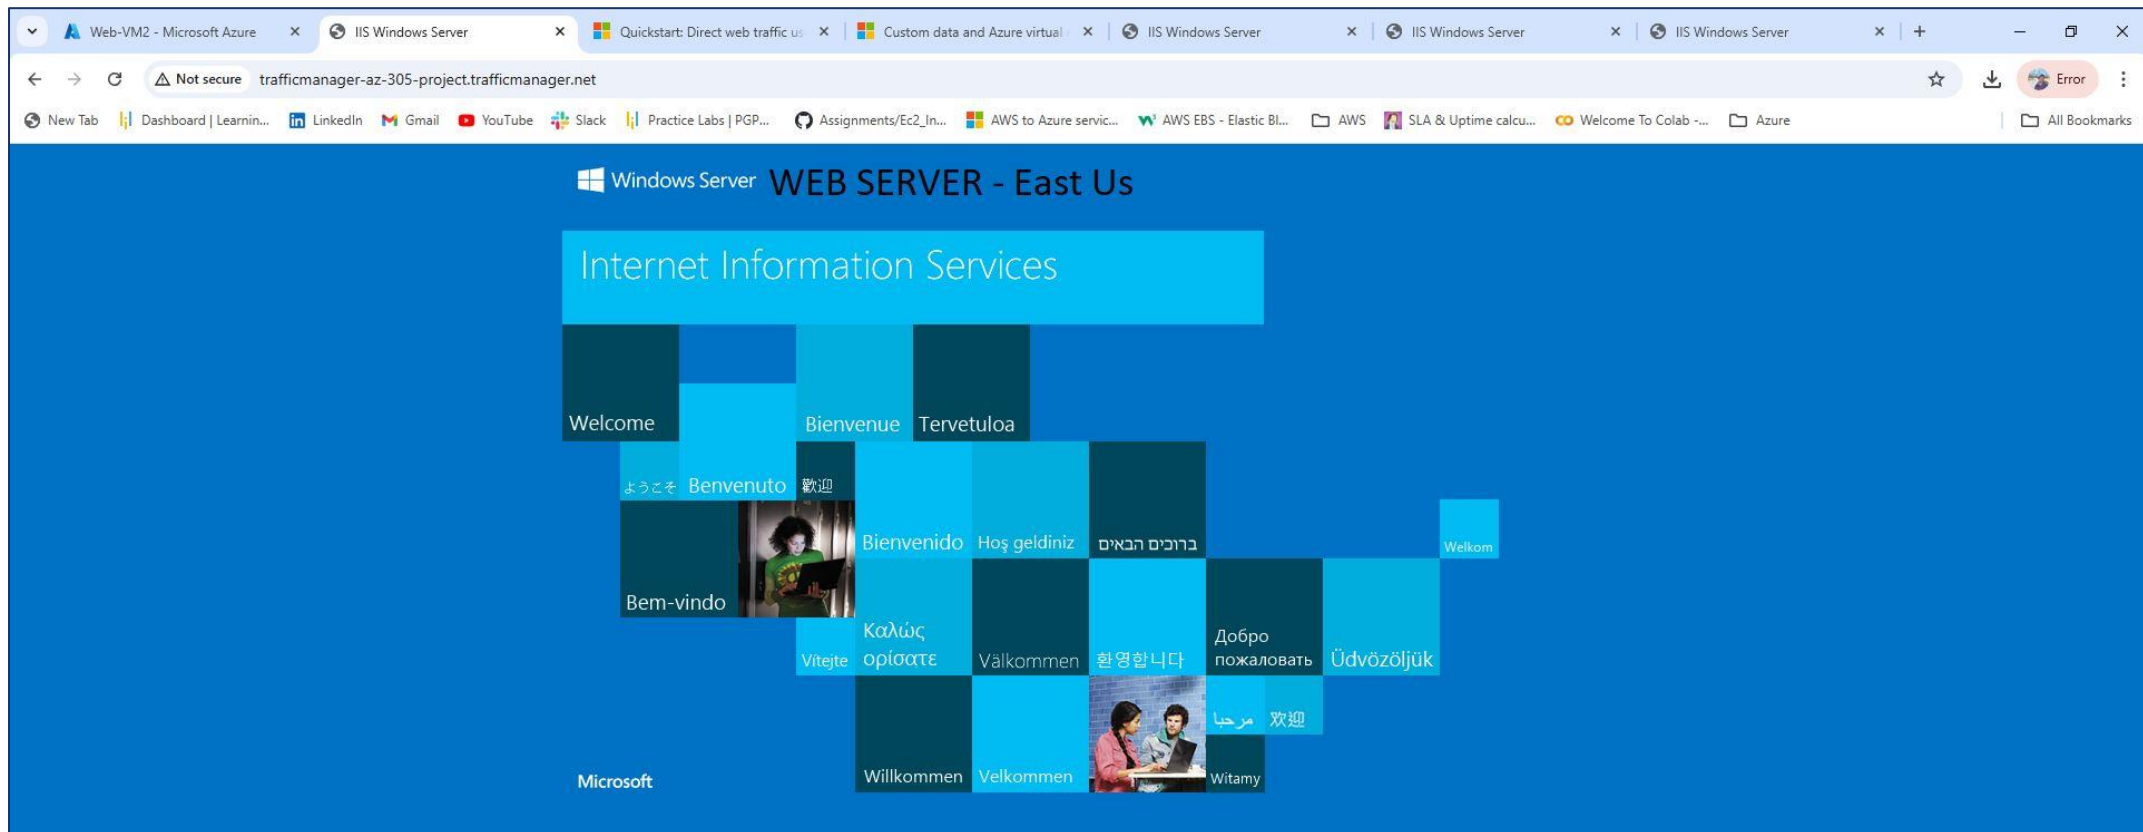 Web-VM2 - Microsoft Azure
IIS Windows Server
Quickstart: Direct web traffic us
Custom data and Azure virtual
IIS Windows Server
IIS Windows Server
IIS Windows Server
Not secure
trafficmanager-az-305-project.trafficmanager.net
Error
New Tab
Dashboard | Learnin...
LinkedIn
Gmail
YouTube
Slack
Practice Labs | PGP...
Assignments/Ec2_In...
AWS to Azure servic...
AWS EBS - Elastic Bl...
AWS
SLA & Uptime calcu...
Welcome To Colab -...
Azure
All Bookmarks
Windows Server WEB SERVER - East Us
Internet Information Services
Welcome
Bienvenue
Tervetuloa
ようこそ
Benvenuto
歡迎
Bienvenido
Hoş geldiniz
ברוכים הבאים
Welkom
Bem-vindo
Vítejte
Καλώς
ορίσατε
Välkommen
환영합니다
Добро
пожаловать
Üdvözöljük
مرحبا
欢迎
Microsoft
Willkommen
Velkommen
Witamy